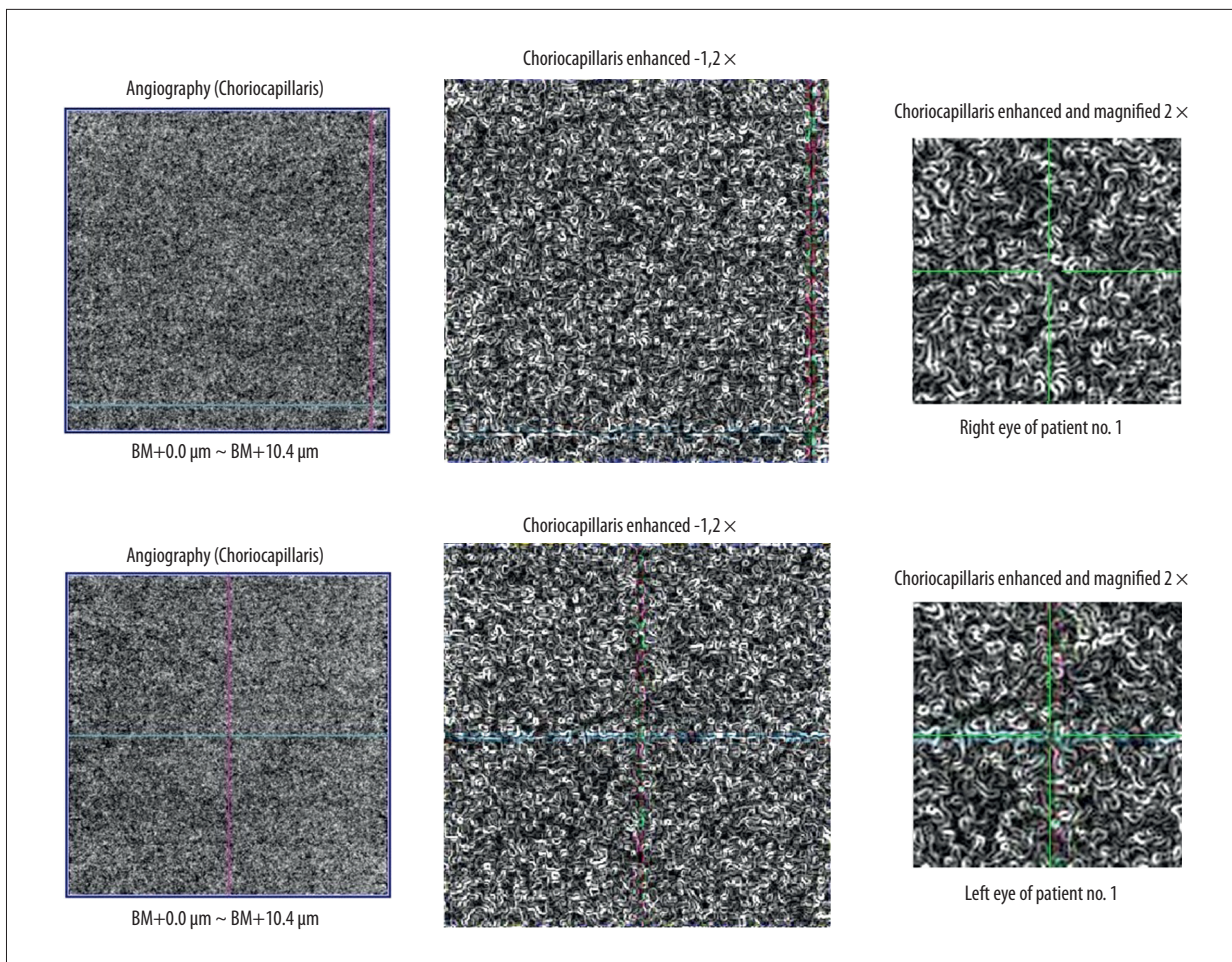 Angiography (Choriocapillaris)
Choriocapillaris enhanced -1,2 ×
Choriocapillaris enhanced and magnified 2 ×
BM+0.0 µm ~ BM+10.4 µm
Right eye of patient no. 1
Angiography (Choriocapillaris)
Choriocapillaris enhanced -1,2 ×
Choriocapillaris enhanced and magnified 2 ×
BM+0.0 µm ~ BM+10.4 µm
Left eye of patient no. 1